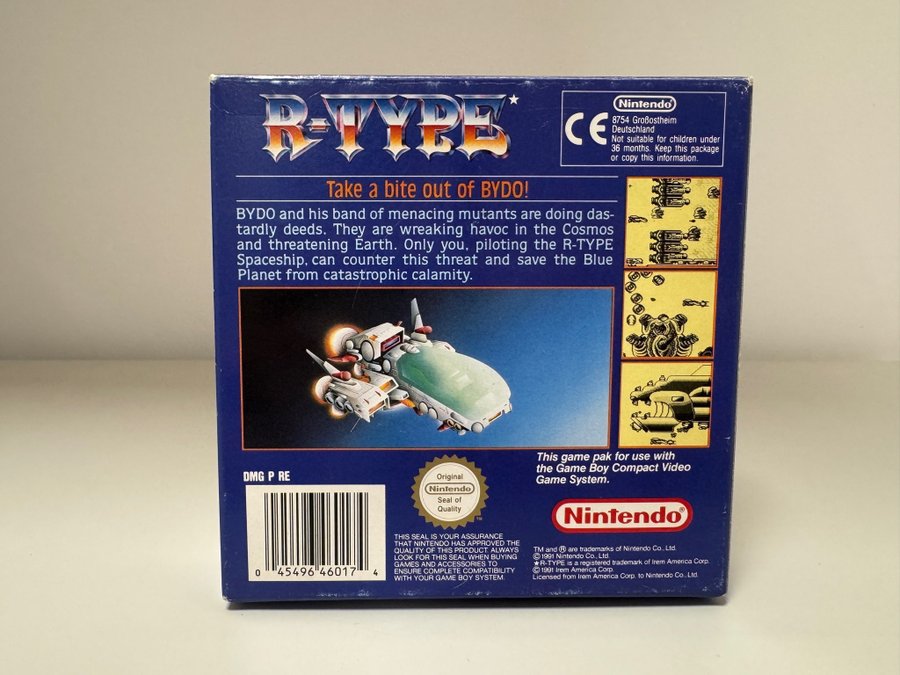 R-TYPE★
Nintendo
CE
8754 Großostheim
Deutschland
Not suitable for children under
36 months. Keep this package
or copy this information.
Take a bite out of BYDO!
BYDO and his band of menacing mutants are doing das-
tardly deeds. They are wreaking havoc in the Cosmos
and threatening Earth. Only you, piloting the R-TYPE
Spaceship, can counter this threat and save the Blue
Planet from catastrophic calamity.
This game pak for use with
the Game Boy Compact Video
Game System.
DMG P RE
Original
Nintendo
Seal of
Quality
TM
Nintendo®
0 45496 46017 4
THIS SEAL IS YOUR ASSURANCE
THAT NINTENDO HAS APPROVED THE
QUALITY OF THIS PRODUCT. ALWAYS
LOOK FOR THIS SEAL WHEN BUYING
GAMES AND ACCESSORIES TO
ENSURE COMPLETE COMPATIBILITY
WITH YOUR GAME BOY SYSTEM.
TM and ® are trademarks of Nintendo Co., Ltd.
©1991 Nintendo Co., Ltd.
★R-TYPE is a registered trademark of Irem America Corp.
©1991 Irem America Corp.
Licensed from Irem America Corp. to Nintendo Co., Ltd.